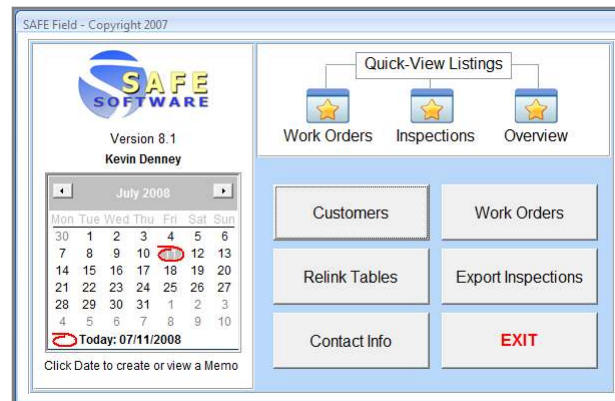 SAFE Field - Copyright 2007
SAFE
SOFTWARE
Version 8.1
Kevin Denney
July 2008
Mon Tue Wed Thu Fri Sat Sun
30 1 2 3 4 5 6
7 8 9 10 11 12 13
14 15 16 17 18 19 20
21 22 23 24 25 26 27
28 29 30 31 1 2 3
4 5 6 7 8 9 10
Today: 07/11/2008
Click Date to create or view a Memo
Quick-View Listings
Work Orders Inspections Overview
Customers Work Orders
Relink Tables Export Inspections
Contact Info EXIT